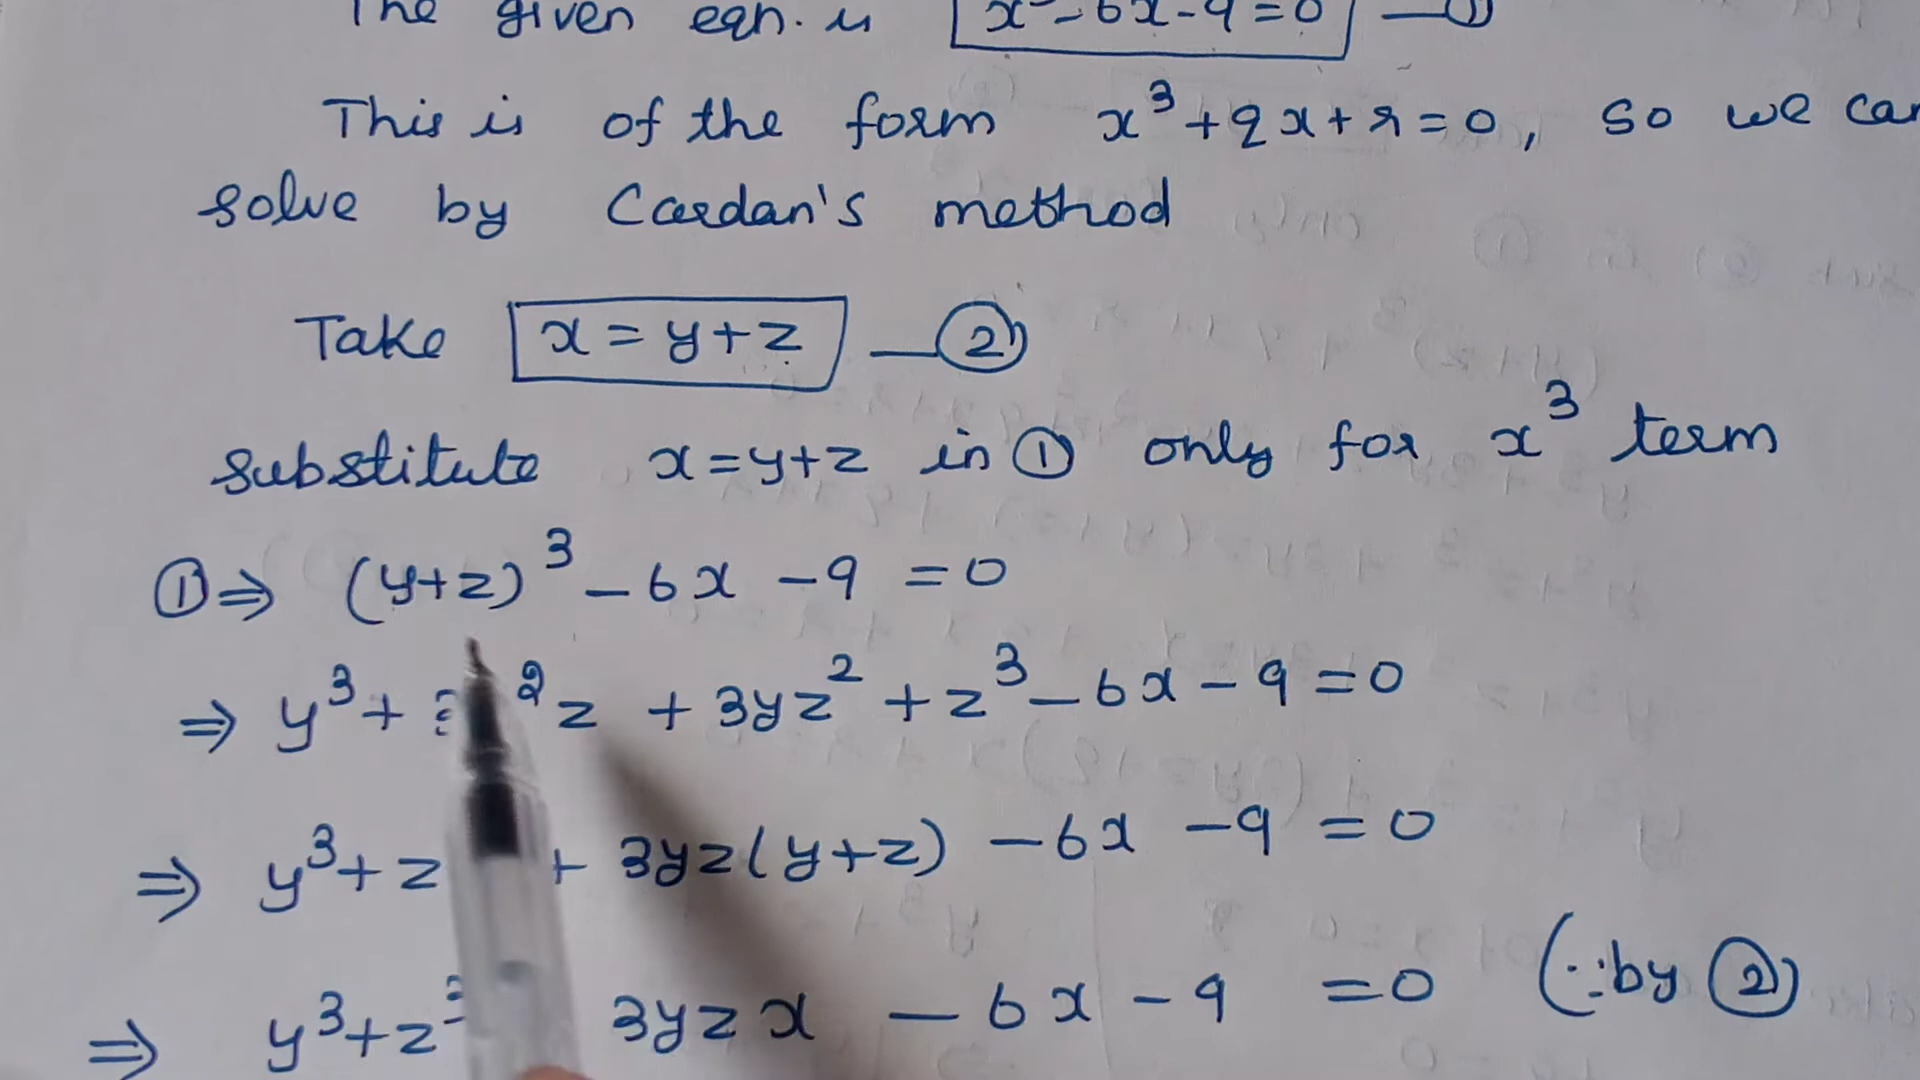 The given eqn. is x³-6x-9=0 —①
This is of the form x³+qx+r=0, so we can
solve by Cardan's method
Take x=y+z —②
substitute x=y+z in ① only for x³ term
①⇒ (y+z)³-6x-9=0
⇒ y³+ ²z + 3yz²+z³-6x-9=0
⇒ y³+z + 3yz(y+z) -6x-9=0
⇒ y³+z³ 3yzx -6x-9 =0 (∵by ②)